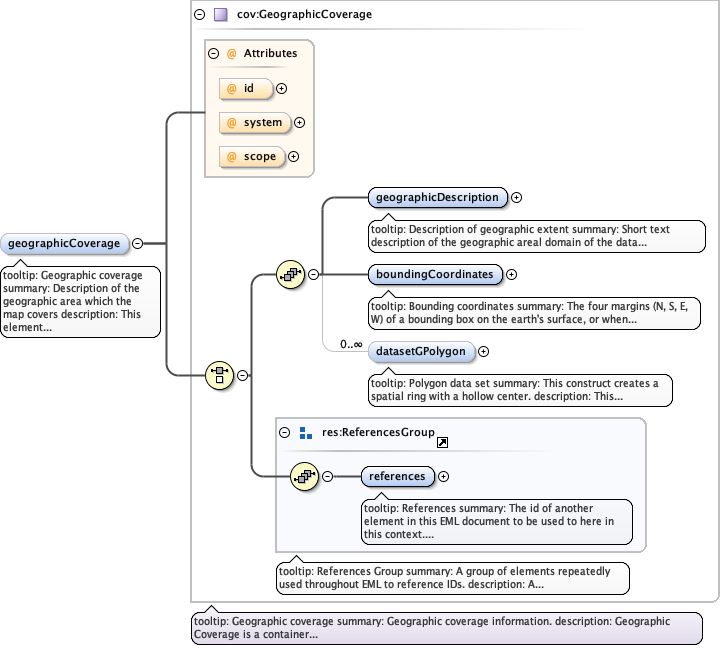 cov:GeographicCoverage
@ Attributes
@ id
@ system
@ scope
geographicDescription
tooltip: Description of geographic extent summary: Short text
description of the geographic areal domain of the data...
geographicCoverage
tooltip: Geographic coverage
summary: Description of the
geographic area which the
map covers description: This
element...
boundingCoordinates
tooltip: Bounding coordinates summary: The four margins (N, S, E,
W) of a bounding box on the earth's surface, or when...
0..∞
datasetGPolygon
tooltip: Polygon data set summary: This construct creates a
spatial ring with a hollow center. description: This...
res:ReferencesGroup
references
tooltip: References summary: The id of another
element in this EML document to be used to here in
this context....
tooltip: References Group summary: A group of elements repeatedly
used throughout EML to reference IDs. description: A...
tooltip: Geographic coverage summary: Geographic coverage information. description: Geographic
Coverage is a container...